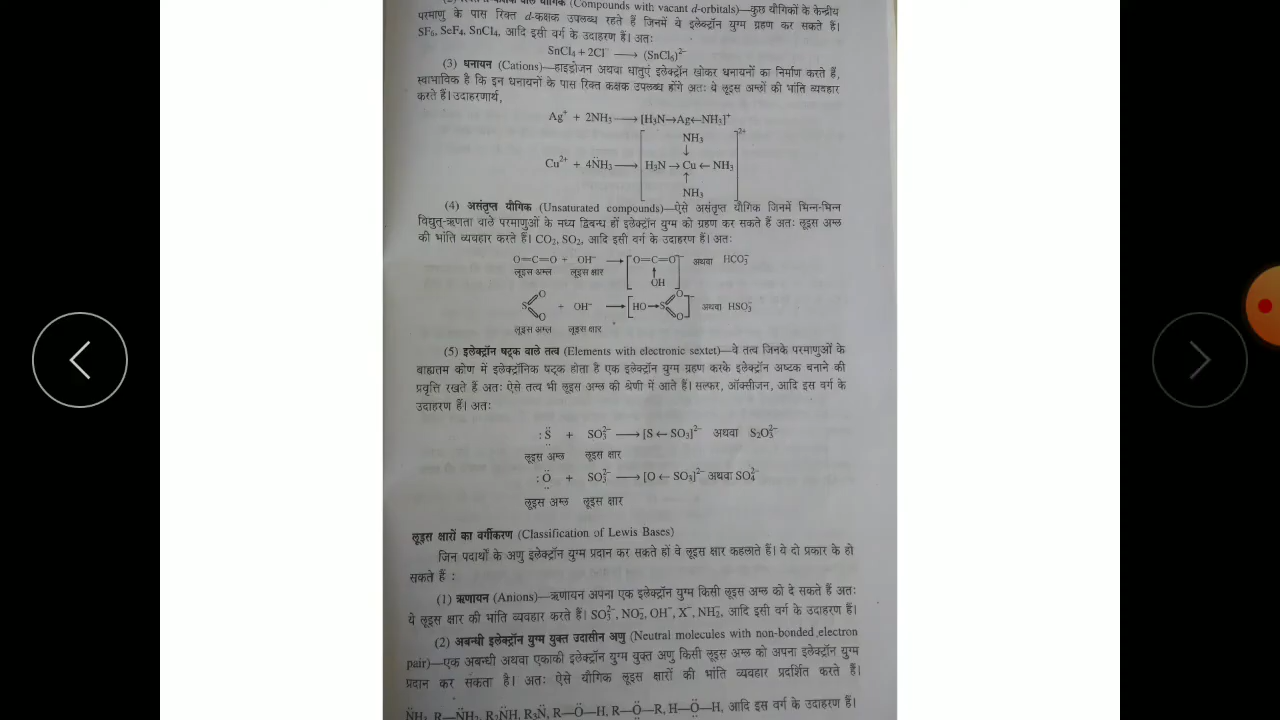 (Compounds with vacant d-orbitals)—कुछ यौगिकों के केन्द्रीय
परमाणु के पास रिक्त d-कक्षक उपलब्ध रहते हैं जिनमें ये इलेक्ट्रॉन युग्म ग्रहण कर सकते हैं।
SF₆, SeF₄, SnCl₄, आदि इसी वर्ग के उदाहरण हैं। अतः
SnCl₄ + 2Cl⁻ ⟶ (SnCl₆)²⁻
(3) धनायन (Cations)—हाइड्रोजन अथवा धातुएं इलेक्ट्रॉन खोकर धनायनों का निर्माण करते हैं,
स्वाभाविक है कि इन धनायनों के पास रिक्त कक्षक उपलब्ध होंगे अतः ये लूइस अम्लों की भांति व्यवहार
करते हैं। उदाहरणार्थ,
Ag⁺ + 2NH₃ ⟶ [H₃N→Ag←NH₃]⁺
NH₃
↓
Cu²⁺ + 4N̈H₃ ⟶ [H₃N → Cu ← NH₃]²⁺
↑
NH₃
(4) असंतृप्त यौगिक (Unsaturated compounds)—ऐसे असंतृप्त यौगिक जिनमें भिन्न-भिन्न
विद्युत्-ऋणता वाले परमाणुओं के मध्य द्विबन्ध हों इलेक्ट्रॉन युग्म को ग्रहण कर सकते हैं अतः लूइस अम्ल
की भांति व्यवहार करते हैं। CO₂, SO₂, आदि इसी वर्ग के उदाहरण हैं। अतः
O=C=O + OH⁻ ⟶ [O=C=O]⁻ अथवा HCO₃⁻
लूइस अम्ल लूइस क्षार ↑
OH
S O O + OH⁻ ⟶ [HO→S O O]⁻ अथवा HSO₃⁻
लूइस अम्ल लूइस क्षार
(5) इलेक्ट्रॉन षट्क वाले तत्व (Elements with electronic sextet)—वे तत्व जिनके परमाणुओं के
बाह्यतम कोण में इलेक्ट्रॉनिक षट्क होता है एक इलेक्ट्रॉन युग्म ग्रहण करके इलेक्ट्रॉन अष्टक बनाने की
प्रवृत्ति रखते हैं अतः ऐसे तत्व भी लूइस अम्ल की श्रेणी में आते हैं। सल्फर, ऑक्सीजन, आदि इस वर्ग के
उदाहरण हैं। अतः
:S̈ + SO₃²⁻ ⟶ [S ← SO₃]²⁻ अथवा S₂O₃²⁻
लूइस अम्ल लूइस क्षार
:Ö + SO₃²⁻ ⟶ [O ← SO₃]²⁻ अथवा SO₄²⁻
लूइस अम्ल लूइस क्षार
लूइस क्षारों का वर्गीकरण (Classification of Lewis Bases)
जिन पदार्थों के अणु इलेक्ट्रॉन युग्म प्रदान कर सकते हों वे लूइस क्षार कहलाते हैं। ये दो प्रकार के हो
सकते हैं :
(1) ऋणायन (Anions)—ऋणायन अपना एक इलेक्ट्रॉन युग्म किसी लूइस अम्ल को दे सकते हैं अतः
ये लूइस क्षार की भांति व्यवहार करते हैं। SO₃²⁻, NO₂⁻, OH⁻, X⁻, NH₂⁻, आदि इसी वर्ग के उदाहरण हैं।
(2) अबन्धी इलेक्ट्रॉन युग्म युक्त उदासीन अणु (Neutral molecules with non-bonded electron
pair)—एक अबन्धी अथवा एकाकी इलेक्ट्रॉन युग्म युक्त अणु किसी लूइस अम्ल को अपना इलेक्ट्रॉन युग्म
प्रदान कर सकता है। अतः ऐसे यौगिक लूइस क्षारों की भांति व्यवहार प्रदर्शित करते हैं।
N̈H₃, R—N̈H₂, R₂N̈H, R₃N̈, R—Ö—H, R—Ö—R, H—Ö—H, आदि इस वर्ग के उदाहरण हैं।